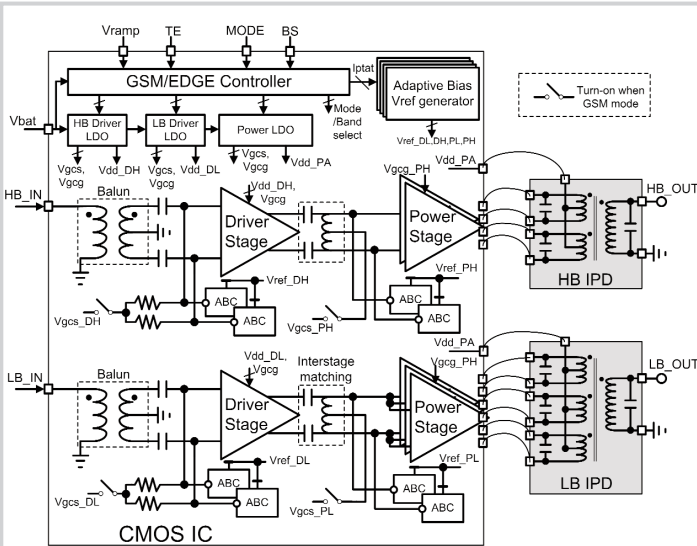 Vramp TE MODE BS
GSM/EDGE Controller
Iptat
Adaptive Bias
Vref generator
Turn-on when
GSM mode
Mode
/Band
select
Vref_DL,DH,PL,PH
Vbat
HB Driver
LDO
LB Driver
LDO
Power LDO
Vgcs,
Vgcg
Vdd_DH
Vgcs,
Vgcg
Vdd_DL
Vgcs,
Vgcg
Vdd_PA
Vdd_PA
Vgcg_PH
HB_IN
Balun
Vdd_DH,
Vgcg
Driver
Stage
Power
Stage
HB_OUT
HB IPD
Vref_DH
ABC
ABC
Vgcs_DH
Vgcs_PH
Vref_PH
ABC
ABC
Vdd_PA
Vgcg_PH
LB_IN
Balun
Vdd_DL,
Vgcg
Interstage
matching
Driver
Stage
Power
Stage
LB_OUT
LB IPD
Vref_DL
ABC
ABC
Vgcs_DL
Vgcs_PL
Vref_PL
ABC
ABC
CMOS IC